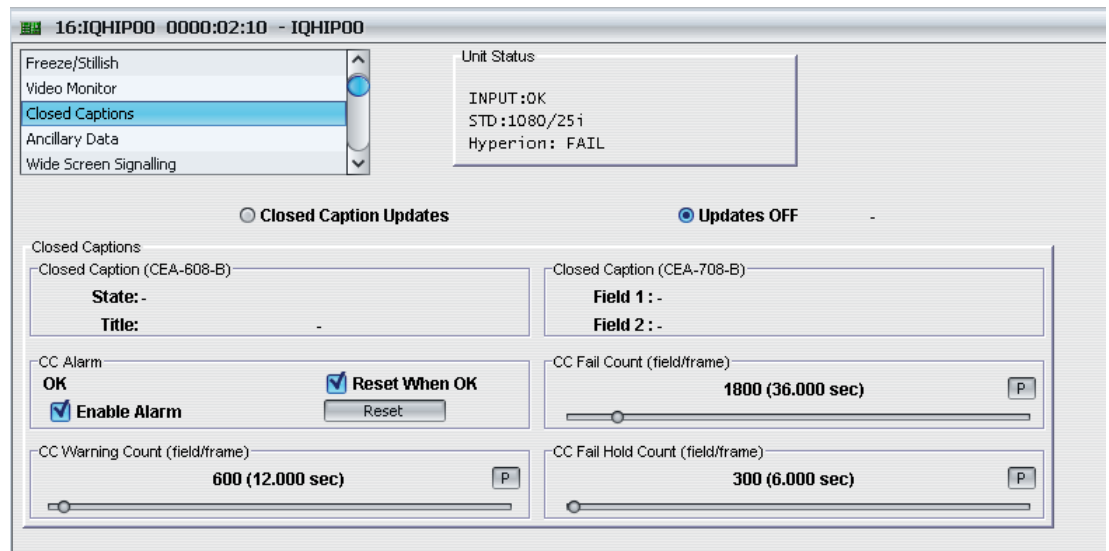 16:IQHIP00 0000:02:10 - IQHIP00
Freeze/Stillish
Video Monitor
Closed Captions
Ancillary Data
Wide Screen Signalling
Unit Status
INPUT:OK
STD:1080/25i
Hyperion: FAIL
Closed Caption Updates
Updates OFF -
Closed Captions
Closed Caption (CEA-608-B)
State: -
Title: -
Closed Caption (CEA-708-B)
Field 1 : -
Field 2 : -
CC Alarm
OK
Reset When OK
Enable Alarm
Reset
CC Fail Count (field/frame)
1800 (36.000 sec) P
CC Warning Count (field/frame)
600 (12.000 sec) P
CC Fail Hold Count (field/frame)
300 (6.000 sec) P